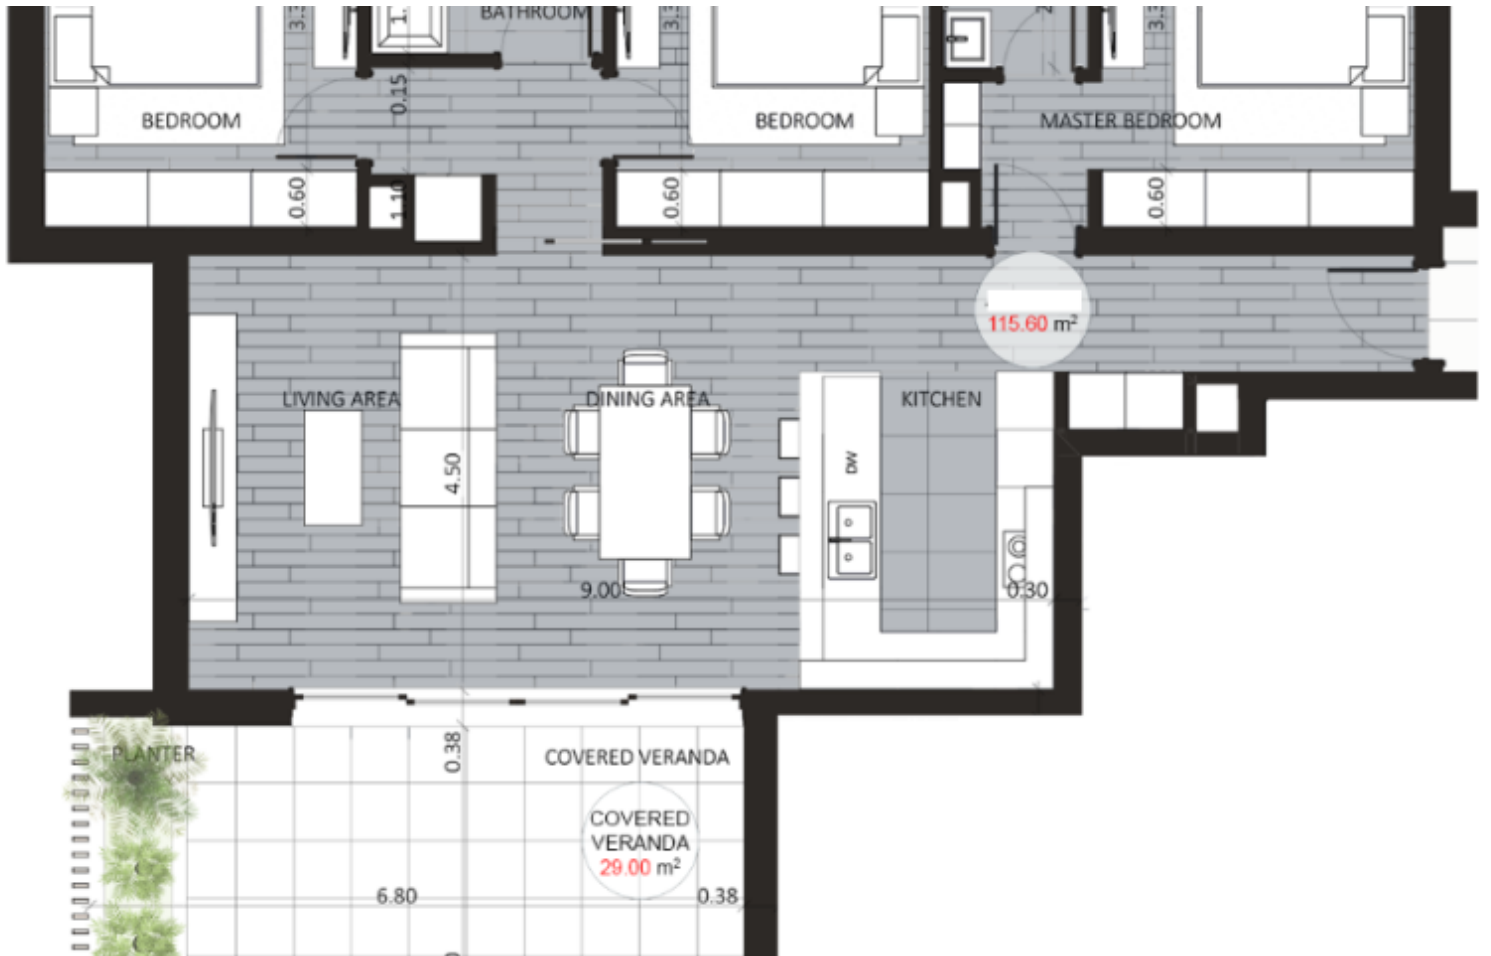 BATHROOM
0.15
BEDROOM
BEDROOM
MASTER BEDROOM
0.60
1.10
0.60
0.60
115.60 m²
LIVING AREA
DINING AREA
KITCHEN
4.50
DW
9.00
0.30
PLANTER
0.38
COVERED VERANDA
COVERED
VERANDA
29.00 m²
6.80
0.38